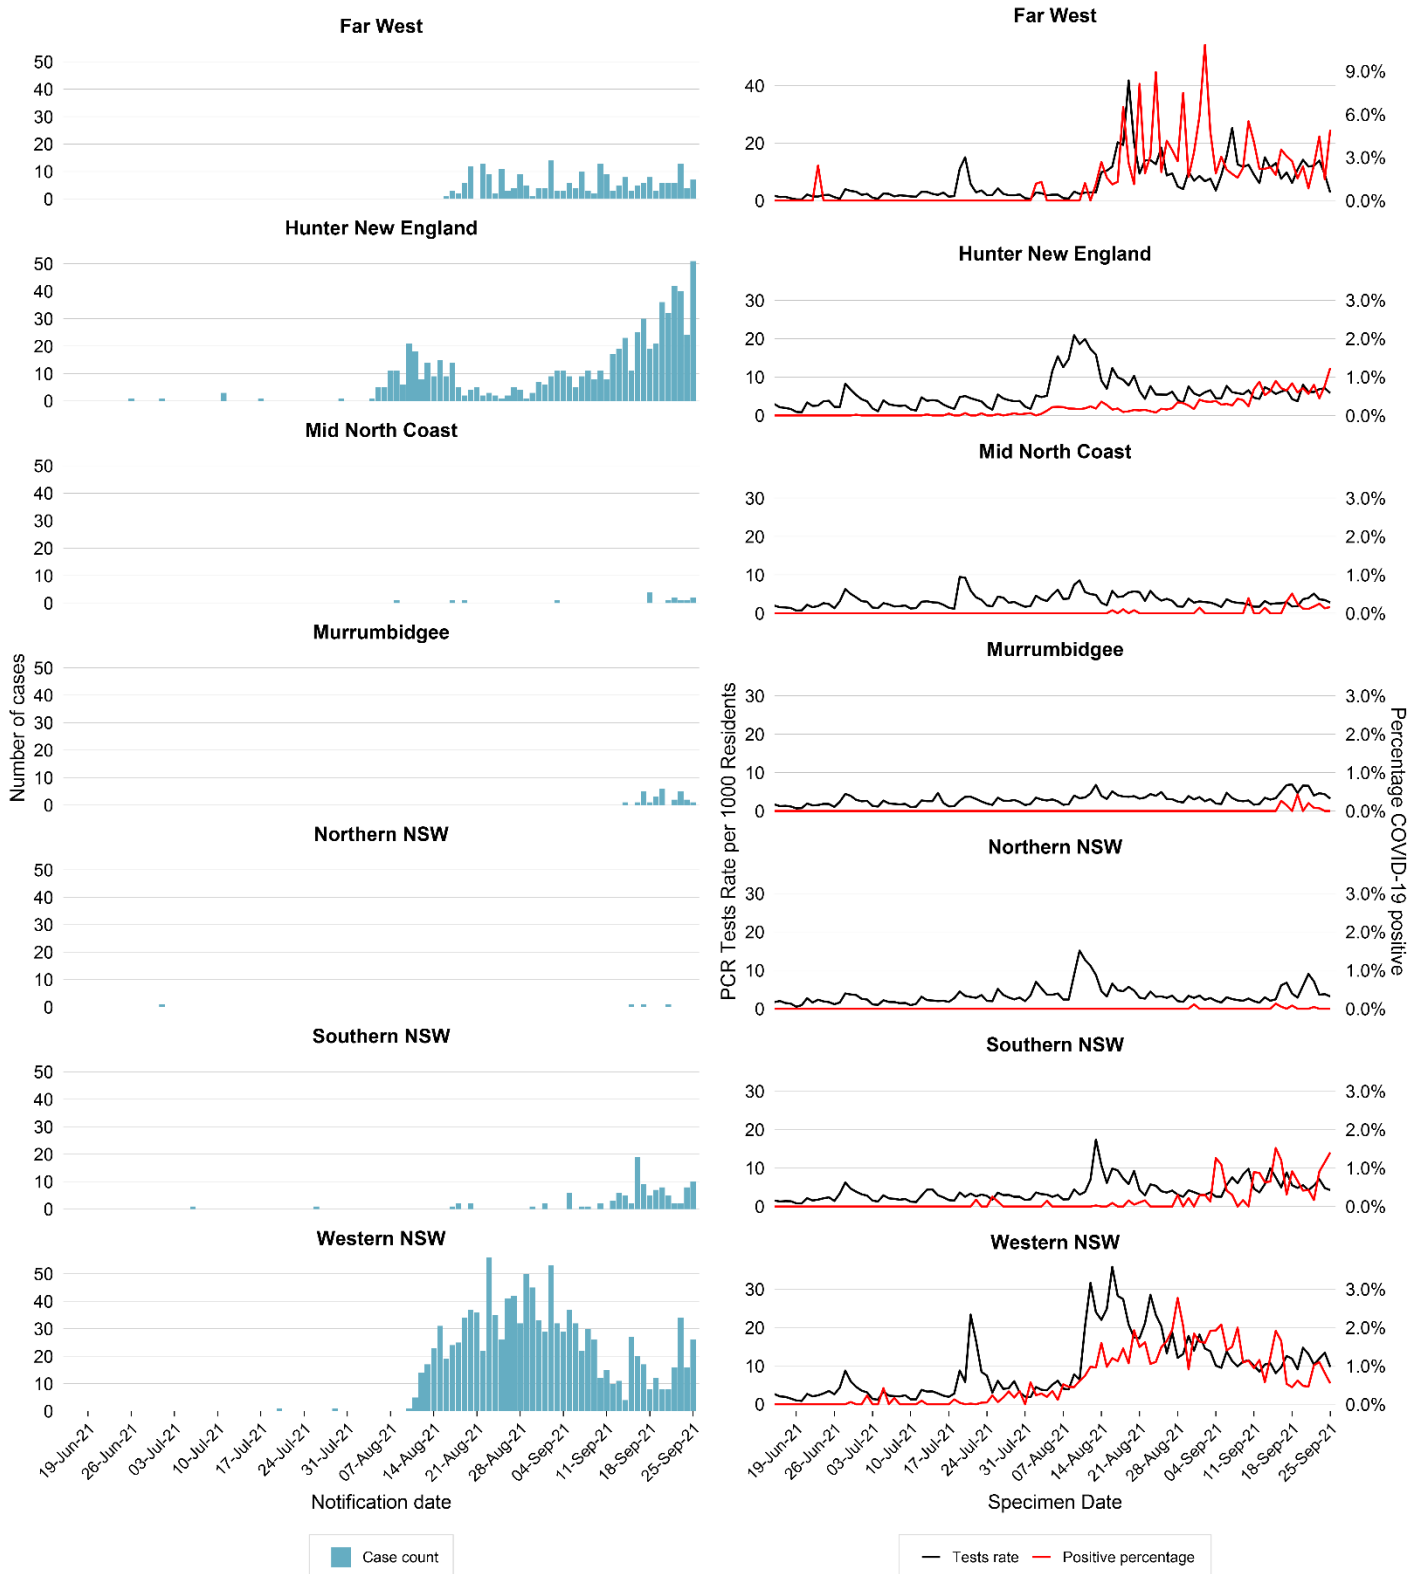 Far West
50
40
30
20
10
0
Hunter New England
50
40
30
20
10
0
Mid North Coast
50
40
30
20
10
0
Murrumbidgee
50
40
30
20
10
0
Northern NSW
50
40
30
20
10
0
Southern NSW
50
40
30
20
10
0
Western NSW
50
40
30
20
10
0
Number of cases
19-Jun-21
26-Jun-21
03-Jul-21
10-Jul-21
17-Jul-21
24-Jul-21
31-Jul-21
07-Aug-21
14-Aug-21
21-Aug-21
28-Aug-21
04-Sep-21
11-Sep-21
18-Sep-21
25-Sep-21
Notification date
Case count
Far West
40 9.0%
6.0%
20 3.0%
0 0.0%
Hunter New England
30 3.0%
20 2.0%
10 1.0%
0 0.0%
Mid North Coast
30 3.0%
20 2.0%
10 1.0%
0 0.0%
Murrumbidgee
30 3.0%
20 2.0%
10 1.0%
0 0.0%
Northern NSW
30 3.0%
20 2.0%
10 1.0%
0 0.0%
Southern NSW
30 3.0%
20 2.0%
10 1.0%
0 0.0%
Western NSW
30 3.0%
20 2.0%
10 1.0%
0 0.0%
PCR Tests Rate per 1000 Residents
Percentage COVID-19 positive
19-Jun-21
26-Jun-21
03-Jul-21
10-Jul-21
17-Jul-21
24-Jul-21
31-Jul-21
07-Aug-21
14-Aug-21
21-Aug-21
28-Aug-21
04-Sep-21
11-Sep-21
18-Sep-21
25-Sep-21
Specimen Date
Tests rate
Positive percentage